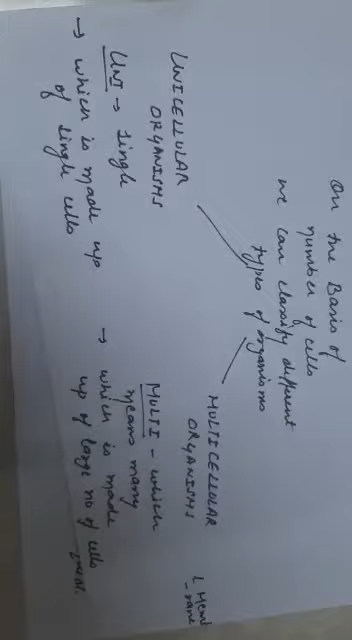 On the Basis of
number of cells
we can classify different
types of organisms
UNICELLULAR
ORGANISMS
UNI → single
→ which is made up
of single cells
MULTICELLULAR
ORGANISMS
MULTI - which
means many
→ which is made
up of large no of cells